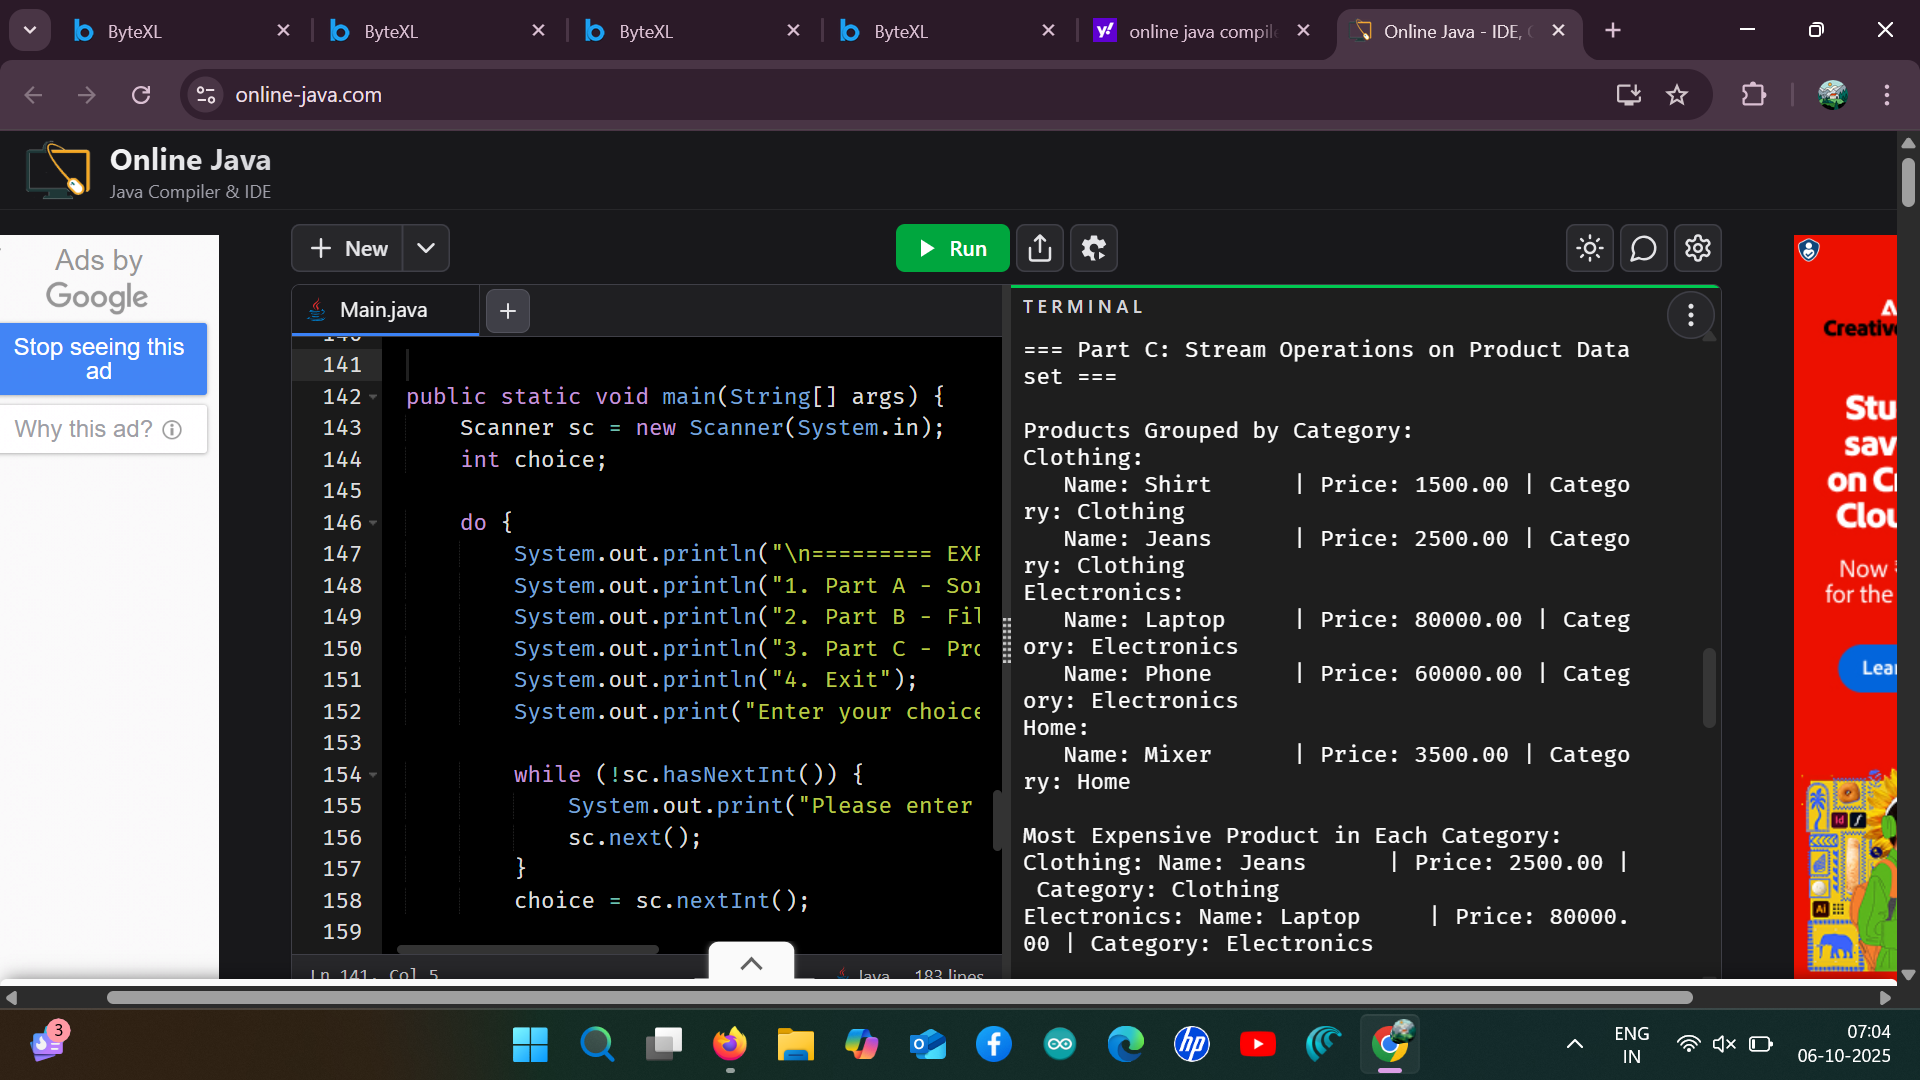 ByteXL
ByteXL
ByteXL
ByteXL
online java compil
Online Java - IDE,
online-java.com
Online Java
Java Compiler & IDE
Ads by
Google
Stop seeing this
ad
Why this ad?
New
Run
Main.java
141
142 public static void main(String[] args) {
143 Scanner sc = new Scanner(System.in);
144 int choice;
145
146 do {
147 System.out.println("\n========= EXP
148 System.out.println("1. Part A - Sor
149 System.out.println("2. Part B - Fil
150 System.out.println("3. Part C - Pro
151 System.out.println("4. Exit");
152 System.out.print("Enter your choice
153
154 while (!sc.hasNextInt()) {
155 System.out.print("Please enter
156 sc.next();
157 }
158 choice = sc.nextInt();
159
Ln 141, Col 5
Java
183 lines
TERMINAL
=== Part C: Stream Operations on Product Data
set ===
Products Grouped by Category:
Clothing:
Name: Shirt | Price: 1500.00 | Catego
ry: Clothing
Name: Jeans | Price: 2500.00 | Catego
ry: Clothing
Electronics:
Name: Laptop | Price: 80000.00 | Categ
ory: Electronics
Name: Phone | Price: 60000.00 | Categ
ory: Electronics
Home:
Name: Mixer | Price: 3500.00 | Catego
ry: Home
Most Expensive Product in Each Category:
Clothing: Name: Jeans | Price: 2500.00 |
Category: Clothing
Electronics: Name: Laptop | Price: 80000.
00 | Category: Electronics
Creativ
Stu
sav
on C
Clou
Now
for the
Lear
3
ENG
IN
07:04
06-10-2025